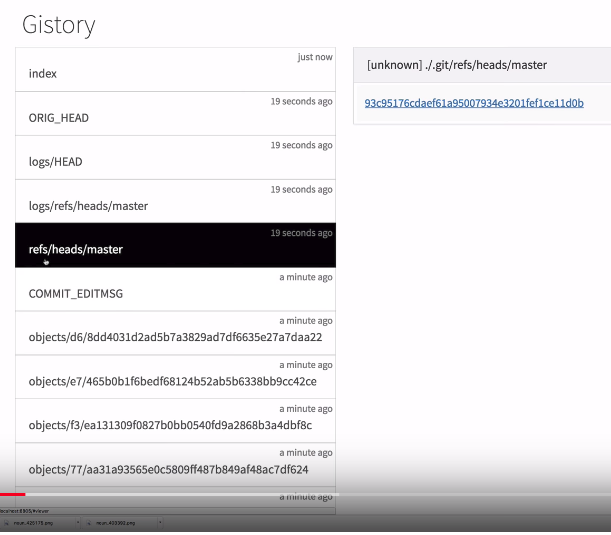 Gistory
just now
index
19 seconds ago
ORIG_HEAD
19 seconds ago
logs/HEAD
19 seconds ago
logs/refs/heads/master
19 seconds ago
refs/heads/master
a minute ago
COMMIT_EDITMSG
a minute ago
objects/d6/8dd4031d2ad5b7a3829ad7df6635e27a7daa22
a minute ago
objects/e7/465b0b1f6bedf68124b52ab5b6338bb9cc42ce
a minute ago
objects/f3/ea131309f0827b0bb0540fd9a2868b3a4dbf8c
a minute ago
objects/77/aa31a93565e0c5809ff487b849af48ac7df624
a minute ago
[unknown] ./.git/refs/heads/master
93c95176cdaef61a95007934e3201fef1ce11d0b